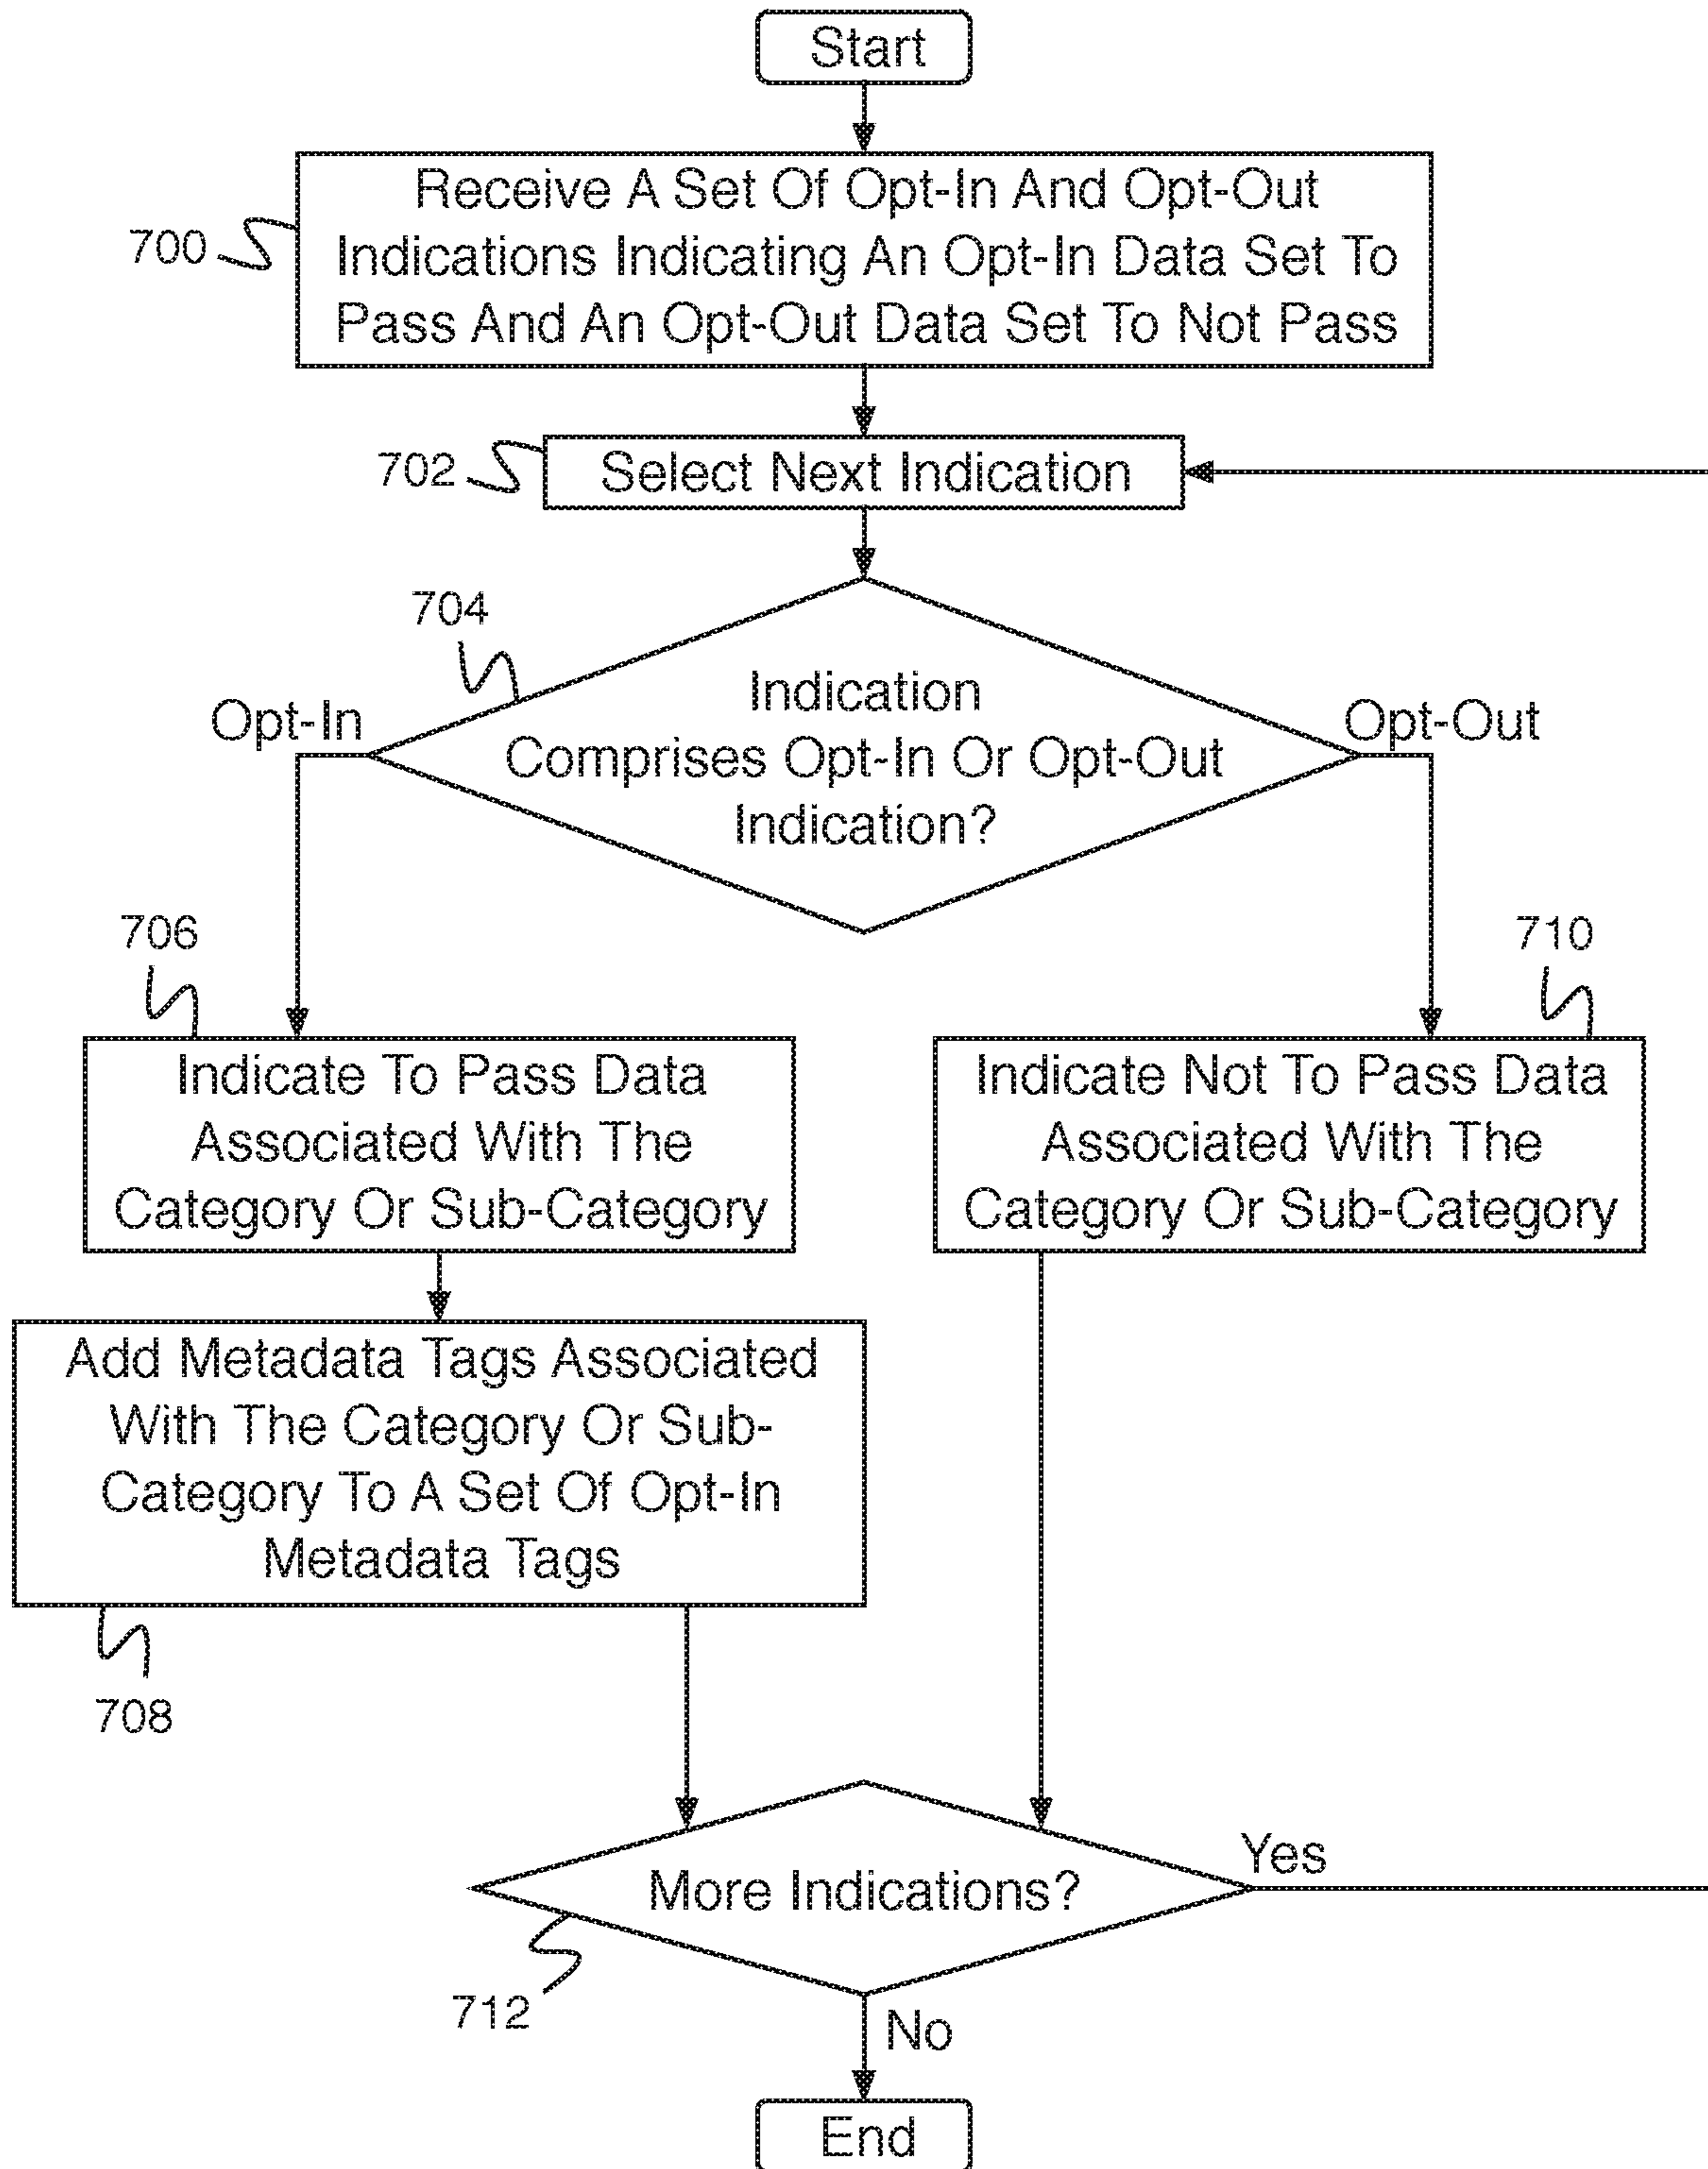 Start
Receive A Set Of Opt-In And Opt-Out
Indications Indicating An Opt-In Data Set To
Pass And An Opt-Out Data Set To Not Pass
700
702
Select Next Indication
704
Indication
Comprises Opt-In Or Opt-Out
Indication?
Opt-In
Opt-Out
706
710
Indicate To Pass Data
Associated With The
Category Or Sub-Category
Indicate Not To Pass Data
Associated With The
Category Or Sub-Category
Add Metadata Tags Associated
With The Category Or Sub-
Category To A Set Of Opt-In
Metadata Tags
708
More Indications?
Yes
712
No
End